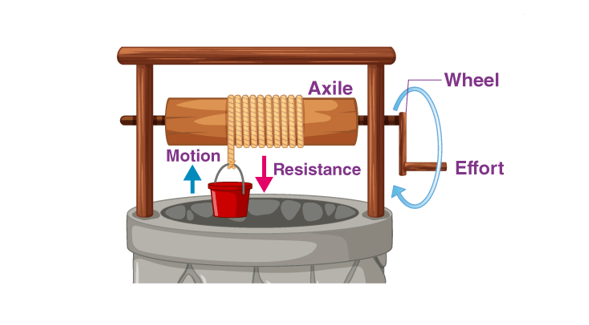 Wheel
Axile
Motion
Resistance
Effort